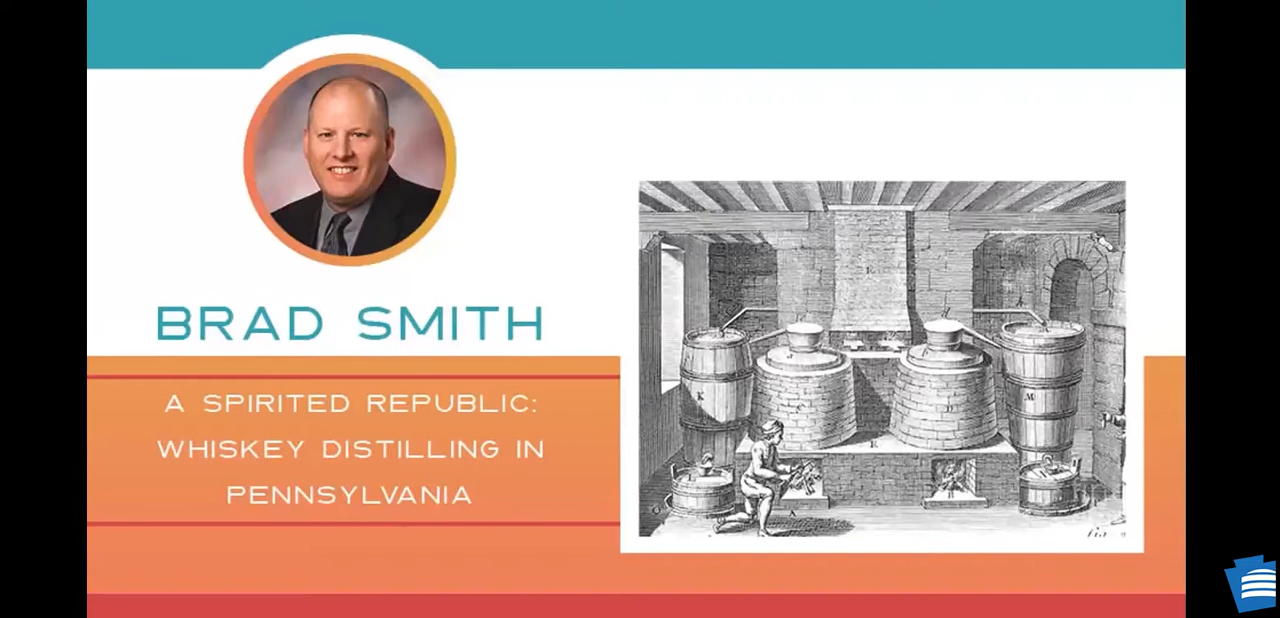 BRAD SMITH
A SPIRITED REPUBLIC:
WHISKEY DISTILLING IN
PENNSYLVANIA